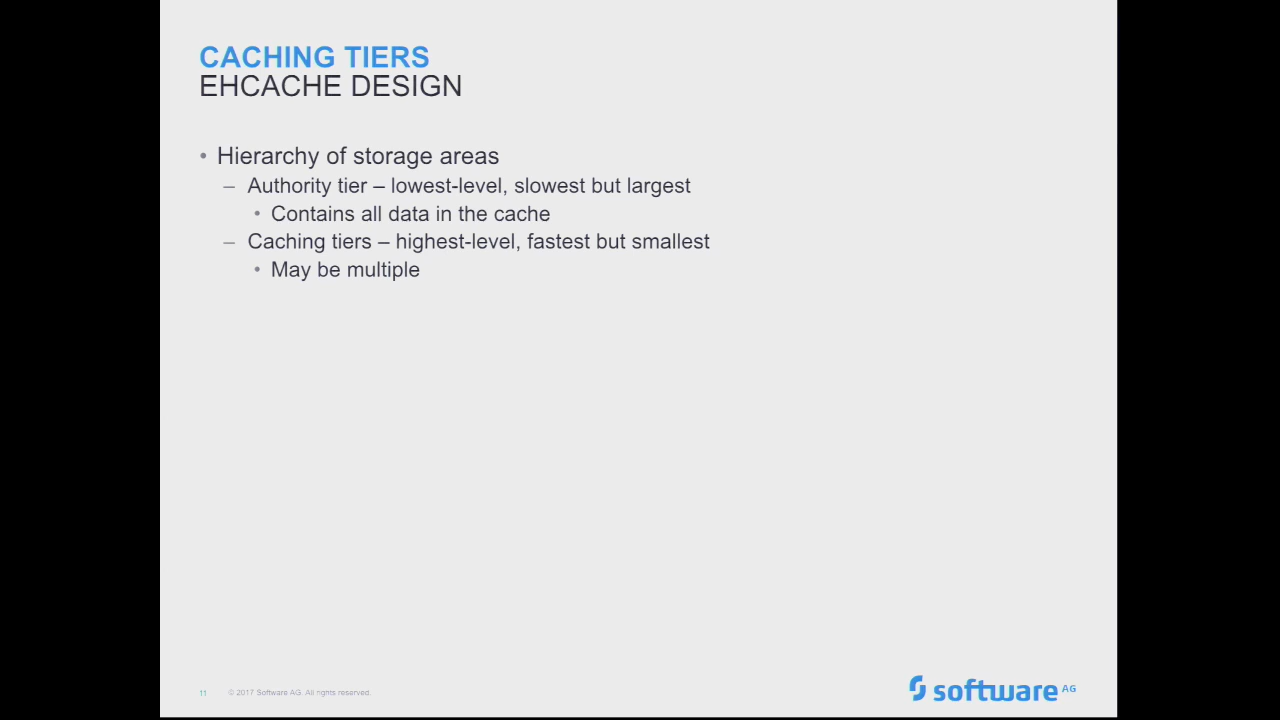 CACHING TIERS
EHCACHE DESIGN
• Hierarchy of storage areas
– Authority tier – lowest-level, slowest but largest
• Contains all data in the cache
– Caching tiers – highest-level, fastest but smallest
• May be multiple
11 © 2017 Software AG. All rights reserved.
software AG